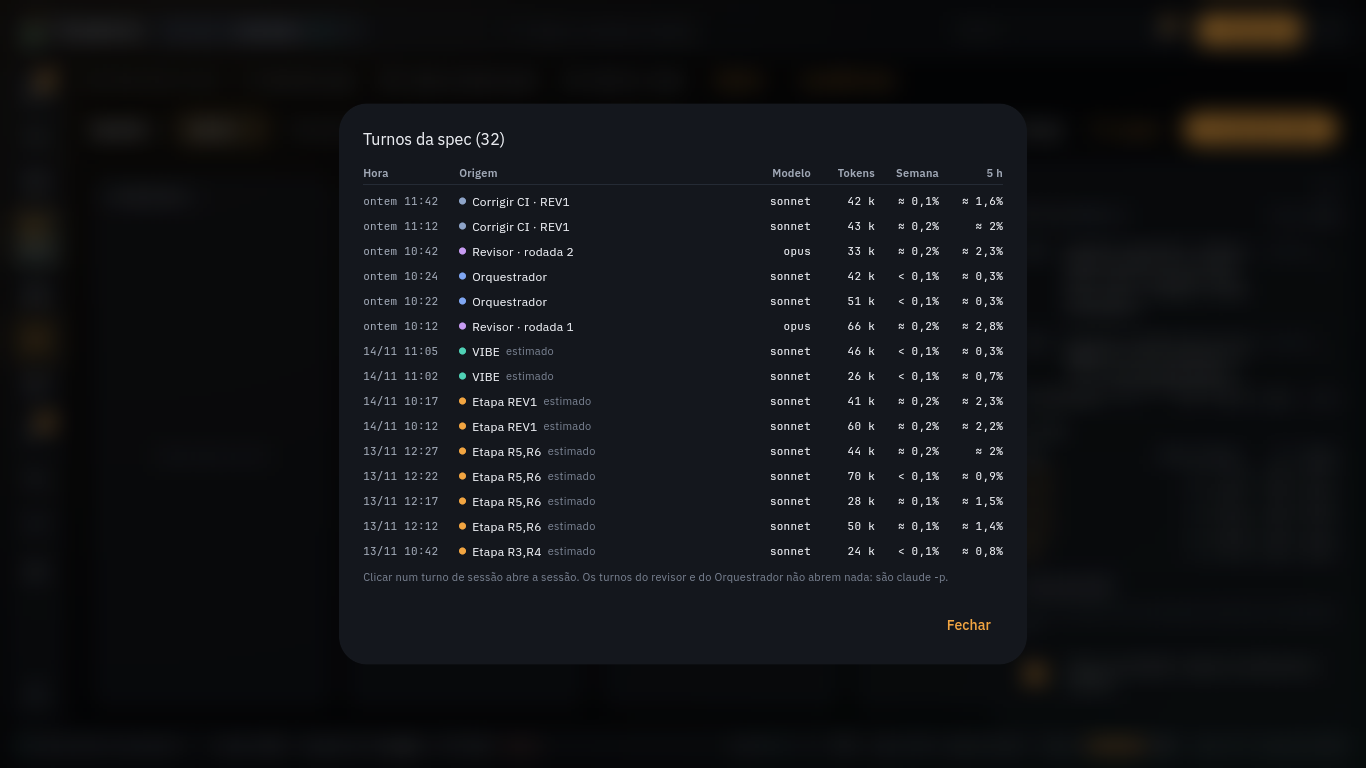 Turnos da spec (32)
Hora Origem Modelo Tokens Semana 5 h
ontem 11:42 Corrigir CI · REV1 sonnet 42 k ≈ 0,1% ≈ 1,6%
ontem 11:12 Corrigir CI · REV1 sonnet 43 k ≈ 0,2% ≈ 2%
ontem 10:42 Revisor · rodada 2 opus 33 k ≈ 0,2% ≈ 2,3%
ontem 10:24 Orquestrador sonnet 42 k < 0,1% ≈ 0,3%
ontem 10:22 Orquestrador sonnet 51 k < 0,1% ≈ 0,3%
ontem 10:12 Revisor · rodada 1 opus 66 k ≈ 0,2% ≈ 2,8%
14/11 11:05 VIBE estimado sonnet 46 k < 0,1% ≈ 0,3%
14/11 11:02 VIBE estimado sonnet 26 k < 0,1% ≈ 0,7%
14/11 10:17 Etapa REV1 estimado sonnet 41 k ≈ 0,2% ≈ 2,3%
14/11 10:12 Etapa REV1 estimado sonnet 60 k ≈ 0,2% ≈ 2,2%
13/11 12:27 Etapa R5,R6 estimado sonnet 44 k ≈ 0,2% ≈ 2%
13/11 12:22 Etapa R5,R6 estimado sonnet 70 k < 0,1% ≈ 0,9%
13/11 12:17 Etapa R5,R6 estimado sonnet 28 k ≈ 0,1% ≈ 1,5%
13/11 12:12 Etapa R5,R6 estimado sonnet 50 k ≈ 0,1% ≈ 1,4%
13/11 10:42 Etapa R3,R4 estimado sonnet 24 k < 0,1% ≈ 0,8%
Clicar num turno de sessão abre a sessão. Os turnos do revisor e do Orquestrador não abrem nada: são claude -p.
Fechar